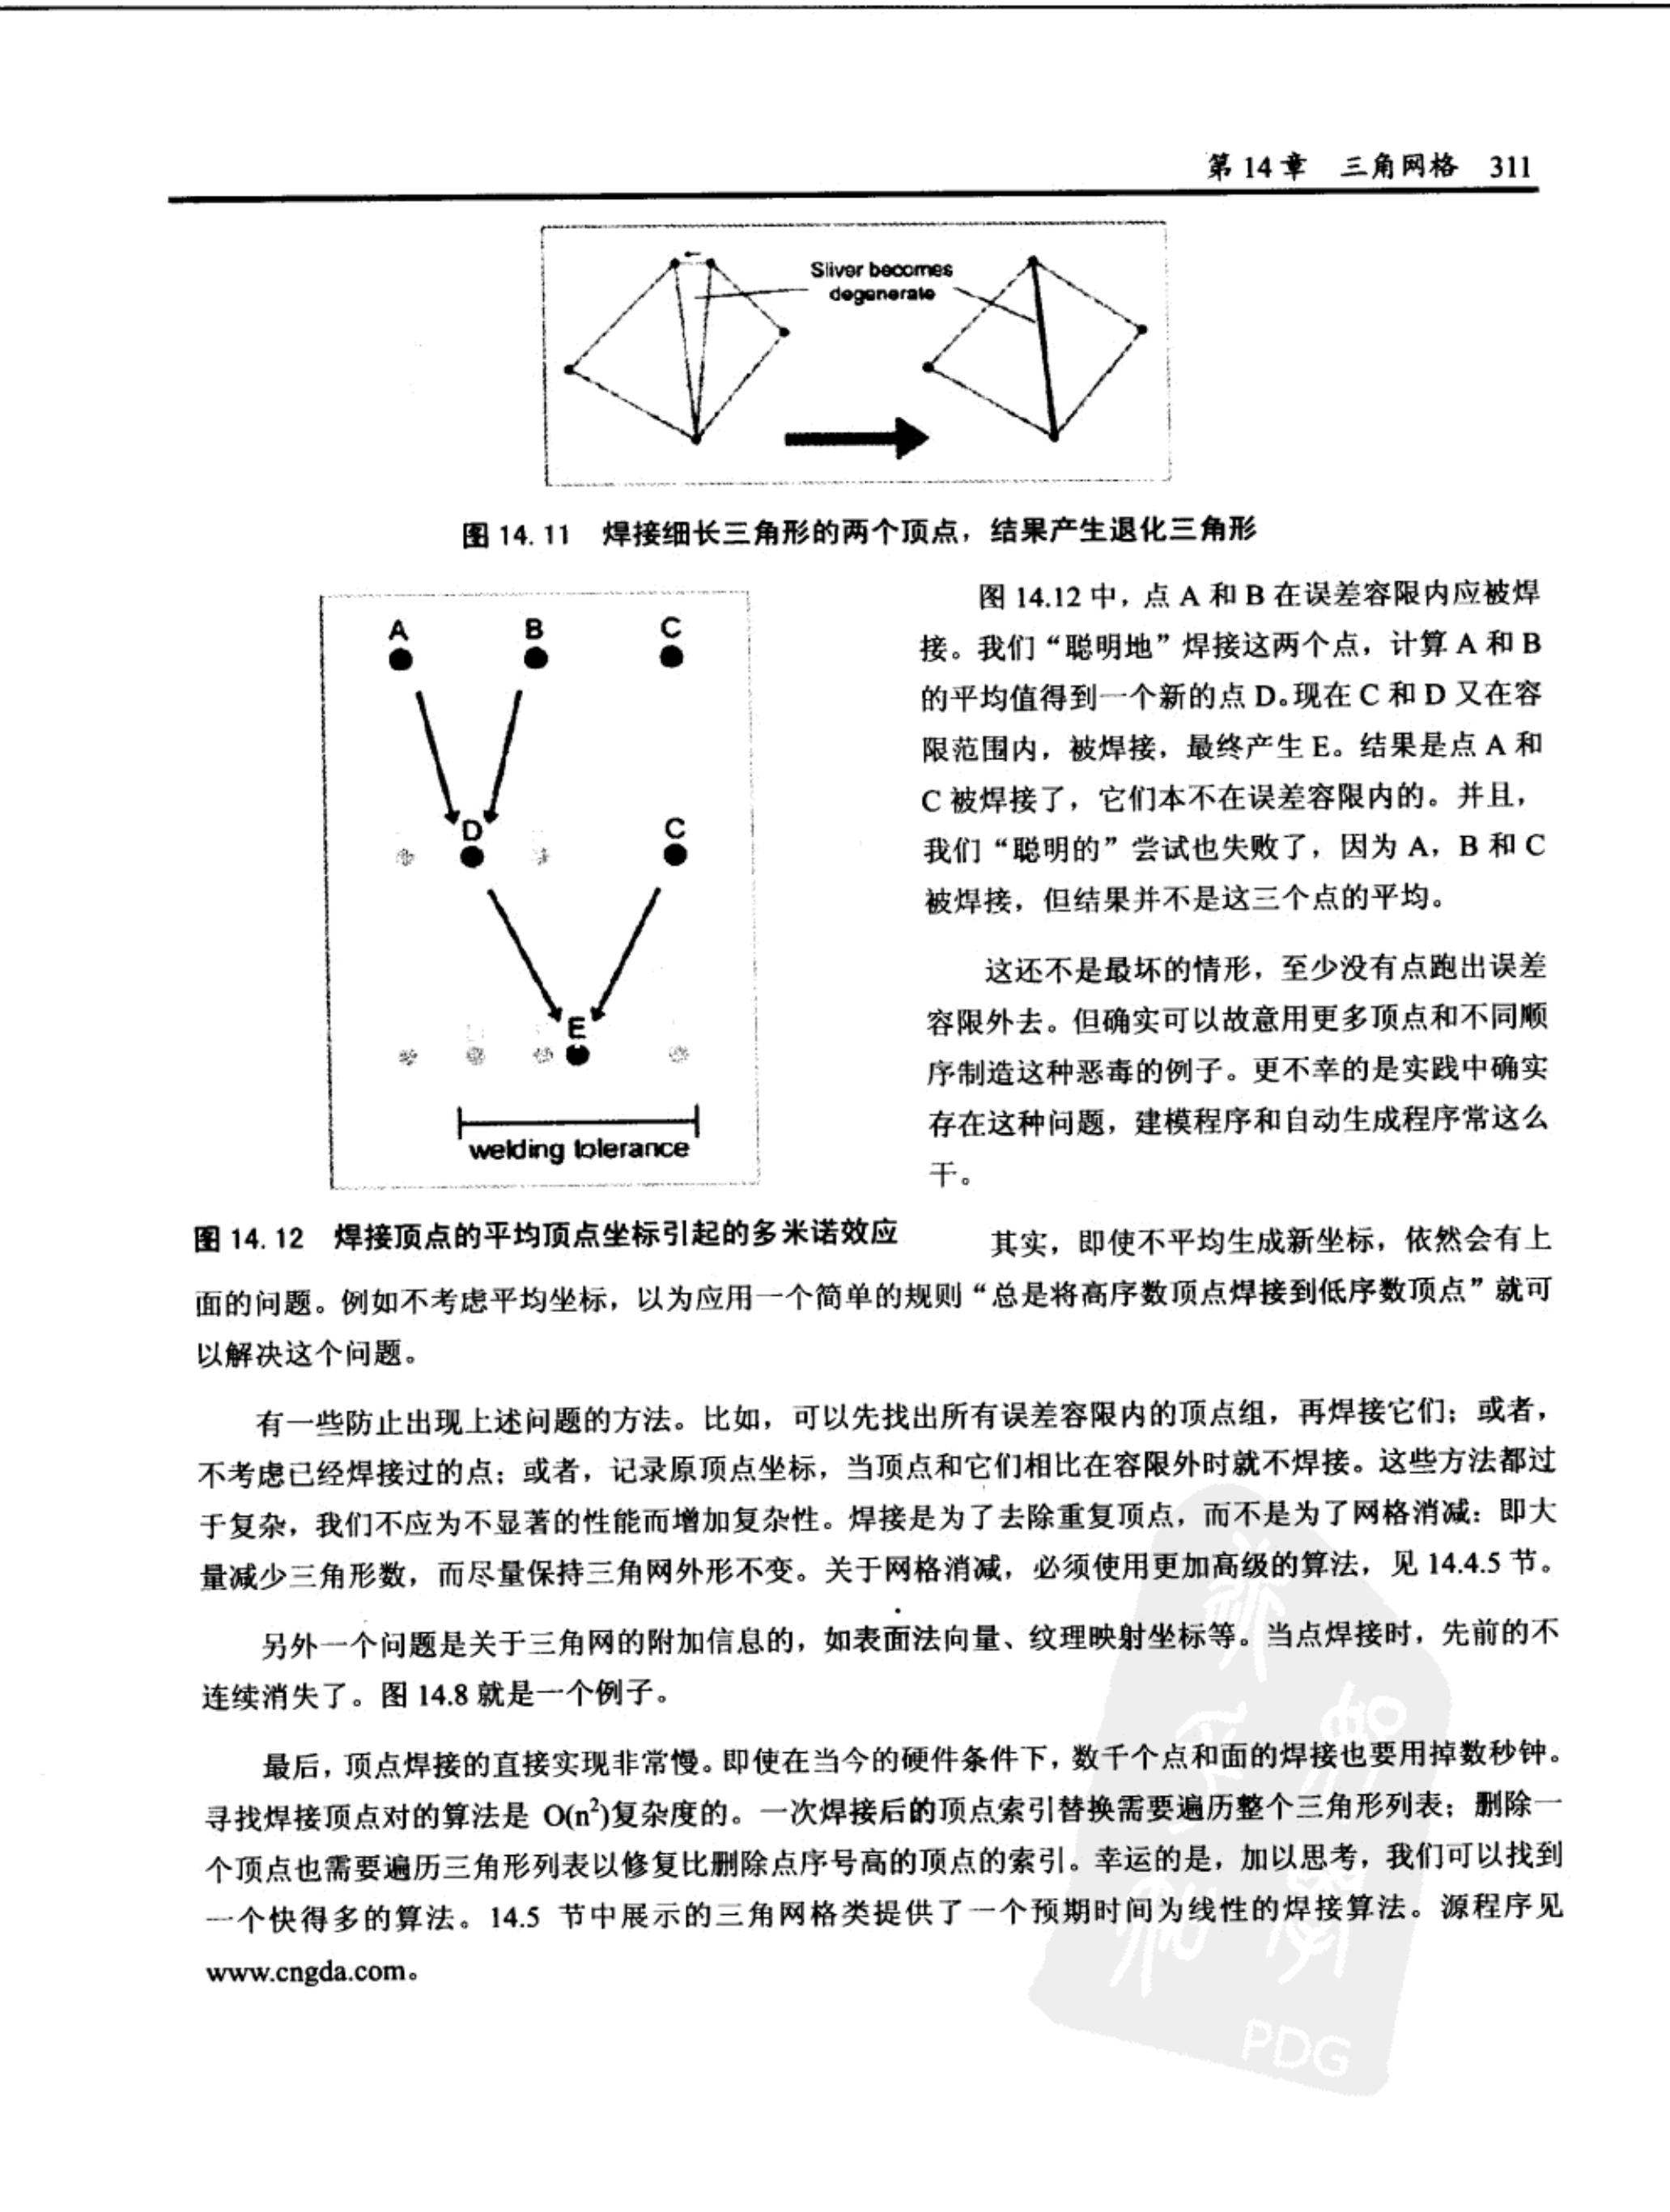 第14章 三角网格 311
Sliver becomes
degenerate
图 14.11 焊接细长三角形的两个顶点，结果产生退化三角形
A B C
D C
E
welding tolerance
图 14.12 焊接顶点的平均顶点坐标引起的多米诺效应
图 14.12 中，点 A 和 B 在误差容限内应被焊
接。我们“聪明地”焊接这两个点，计算 A 和 B
的平均值得到一个新的点 D。现在 C 和 D 又在容
限范围内，被焊接，最终产生 E。结果是点 A 和
C 被焊接了，它们本不在误差容限内的。并且，
我们“聪明的”尝试也失败了，因为 A，B 和 C
被焊接，但结果并不是这三个点的平均。
这还不是最坏的情形，至少没有点跑出误差
容限外去。但确实可以故意用更多顶点和不同顺
序制造这种恶毒的例子。更不幸的是实践中确实
存在这种问题，建模程序和自动生成程序常这么
干。
其实，即使不平均生成新坐标，依然会有上
面的问题。例如不考虑平均坐标，以为应用一个简单的规则“总是将高序数顶点焊接到低序数顶点”就可
以解决这个问题。
有一些防止出现上述问题的方法。比如，可以先找出所有误差容限内的顶点组，再焊接它们；或者，
不考虑已经焊接过的点；或者，记录原顶点坐标，当顶点和它们相比在容限外时就不焊接。这些方法都过
于复杂，我们不应为不显著的性能而增加复杂性。焊接是为了去除重复顶点，而不是为了网格消减：即大
量减少三角形数，而尽量保持三角网外形不变。关于网格消减，必须使用更加高级的算法，见 14.4.5 节。
另外一个问题是关于三角网的附加信息的，如表面法向量、纹理映射坐标等。当点焊接时，先前的不
连续消失了。图 14.8 就是一个例子。
最后，顶点焊接的直接实现非常慢。即使在当今的硬件条件下，数千个点和面的焊接也要用掉数秒钟。
寻找焊接顶点对的算法是 O(n²)复杂度的。一次焊接后的顶点索引替换需要遍历整个三角形列表；删除一
个顶点也需要遍历三角形列表以修复比删除点序号高的顶点的索引。幸运的是，加以思考，我们可以找到
一个快得多的算法。14.5 节中展示的三角网格类提供了一个预期时间为线性的焊接算法。源程序见
www.cngda.com。
PDG